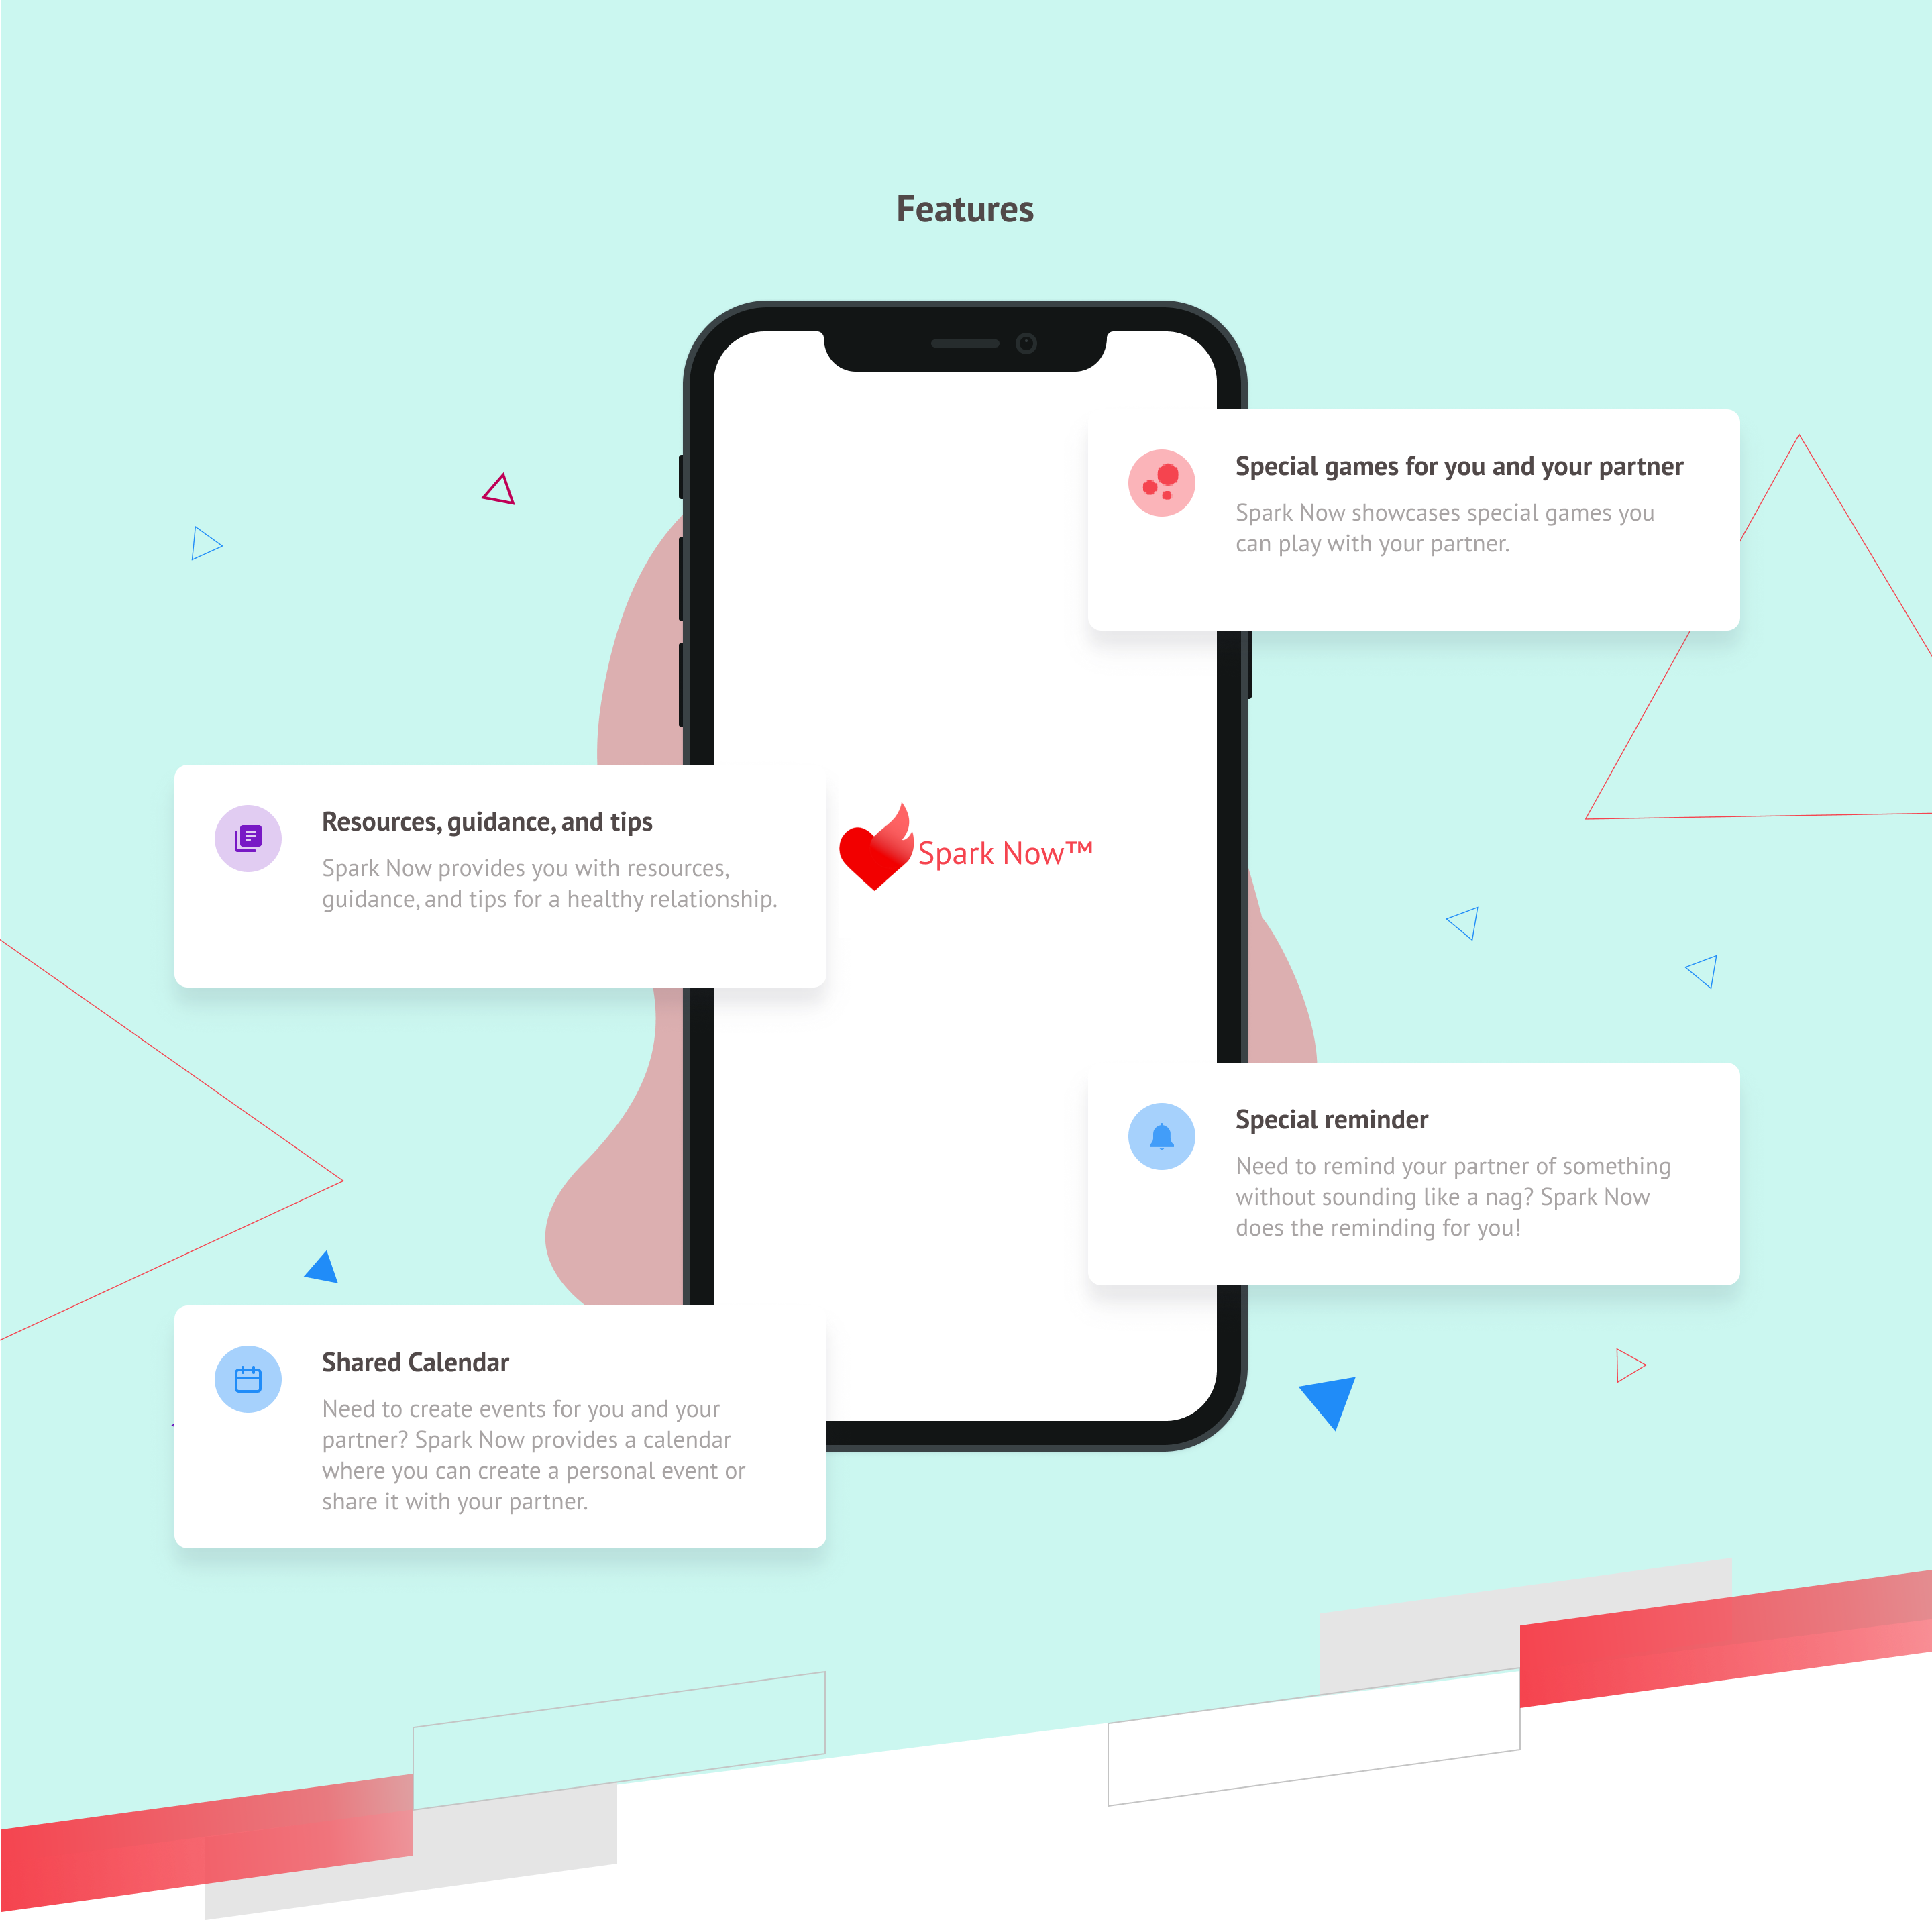 Features
Special games for you and your partner
Spark Now showcases special games you
can play with your partner.
Resources, guidance, and tips
Spark Now provides you with resources,
guidance, and tips for a healthy relationship.
Spark Now™
Special reminder
Need to remind your partner of something
without sounding like a nag? Spark Now
does the reminding for you!
Shared Calendar
Need to create events for you and your
partner? Spark Now provides a calendar
where you can create a personal event or
share it with your partner.